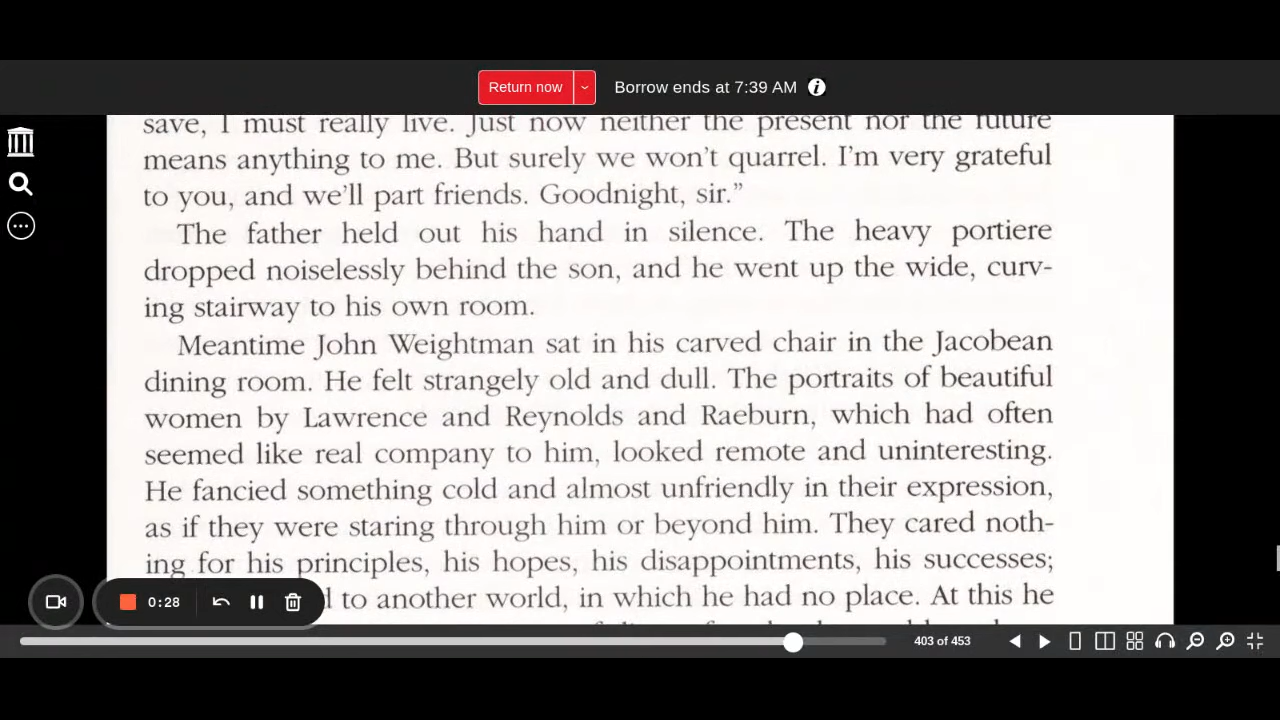 Return now
Borrow ends at 7:39 AM
save, I must really live. Just now neither the present nor the future
means anything to me. But surely we won't quarrel. I'm very grateful
to you, and we'll part friends. Goodnight, sir.”
The father held out his hand in silence. The heavy portiere
dropped noiselessly behind the son, and he went up the wide, curv-
ing stairway to his own room.
Meantime John Weightman sat in his carved chair in the Jacobean
dining room. He felt strangely old and dull. The portraits of beautiful
women by Lawrence and Reynolds and Raeburn, which had often
seemed like real company to him, looked remote and uninteresting.
He fancied something cold and almost unfriendly in their expression,
as if they were staring through him or beyond him. They cared noth-
ing for his principles, his hopes, his disappointments, his successes;
to another world, in which he had no place. At this he
0:28
403 of 453